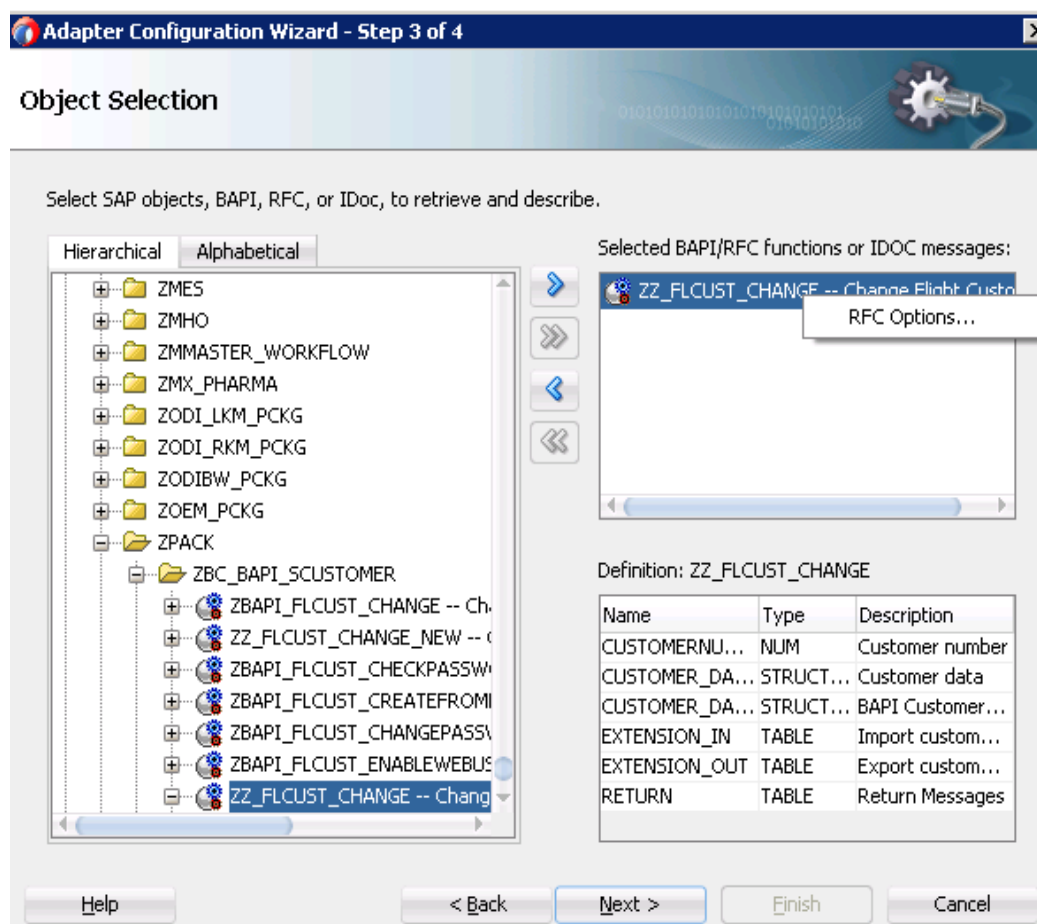 Adapter Configuration Wizard - Step 3 of 4
Object Selection
Select SAP objects, BAPI, RFC, or IDoc, to retrieve and describe.
Hierarchical Alphabetical
ZMES
ZMHO
ZMMASTER_WORKFLOW
ZMX_PHARMA
ZODI_LKM_PCKG
ZODI_RKM_PCKG
ZODIBW_PCKG
ZOEM_PCKG
ZPACK
ZBC_BAPI_SCUSTOMER
ZBAPI_FLCUST_CHANGE -- Ch
ZZ_FLCUST_CHANGE_NEW --
ZBAPI_FLCUST_CHECKPASSW
ZBAPI_FLCUST_CREATEFROM
ZBAPI_FLCUST_CHANGEPASS
ZBAPI_FLCUST_ENABLEWEBUS
ZZ_FLCUST_CHANGE -- Chang
Selected BAPI/RFC functions or IDOC messages:
ZZ_FLCUST_CHANGE -- Change Flight Custo
RFC Options...
Definition: ZZ_FLCUST_CHANGE
Name Type Description
CUSTOMERNU... NUM Customer number
CUSTOMER_DA... STRUCT... Customer data
CUSTOMER_DA... STRUCT... BAPI Customer...
EXTENSION_IN TABLE Import custom...
EXTENSION_OUT TABLE Export custom...
RETURN TABLE Return Messages
Help < Back Next > Finish Cancel